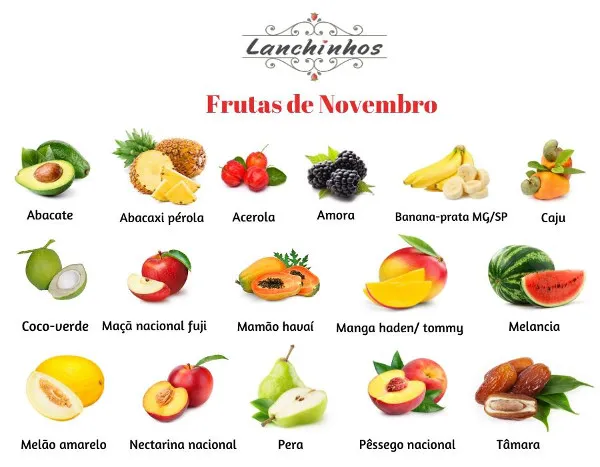 Lanchinhos
Frutas de Novembro
Abacate
Abacaxi pérola
Acerola
Amora
Banana-prata MG/SP
Caju
Coco-verde
Maçã nacional fuji
Mamão havaí
Manga haden/ tommy
Melancia
Melão amarelo
Nectarina nacional
Pera
Pêssego nacional
Tâmara